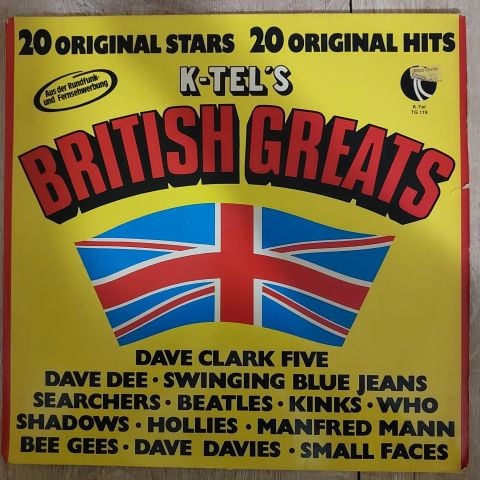 20 ORIGINAL STARS 20 ORIGINAL HITS
K-TEL'S
Aus der Rundfunk-
und Fernsehwerbung
K-Tel
TG 119
BRITISH GREATS
DAVE CLARK FIVE
DAVE DEE • SWINGING BLUE JEANS
SEARCHERS • BEATLES • KINKS • WHO
SHADOWS • HOLLIES • MANFRED MANN
BEE GEES • DAVE DAVIES • SMALL FACES